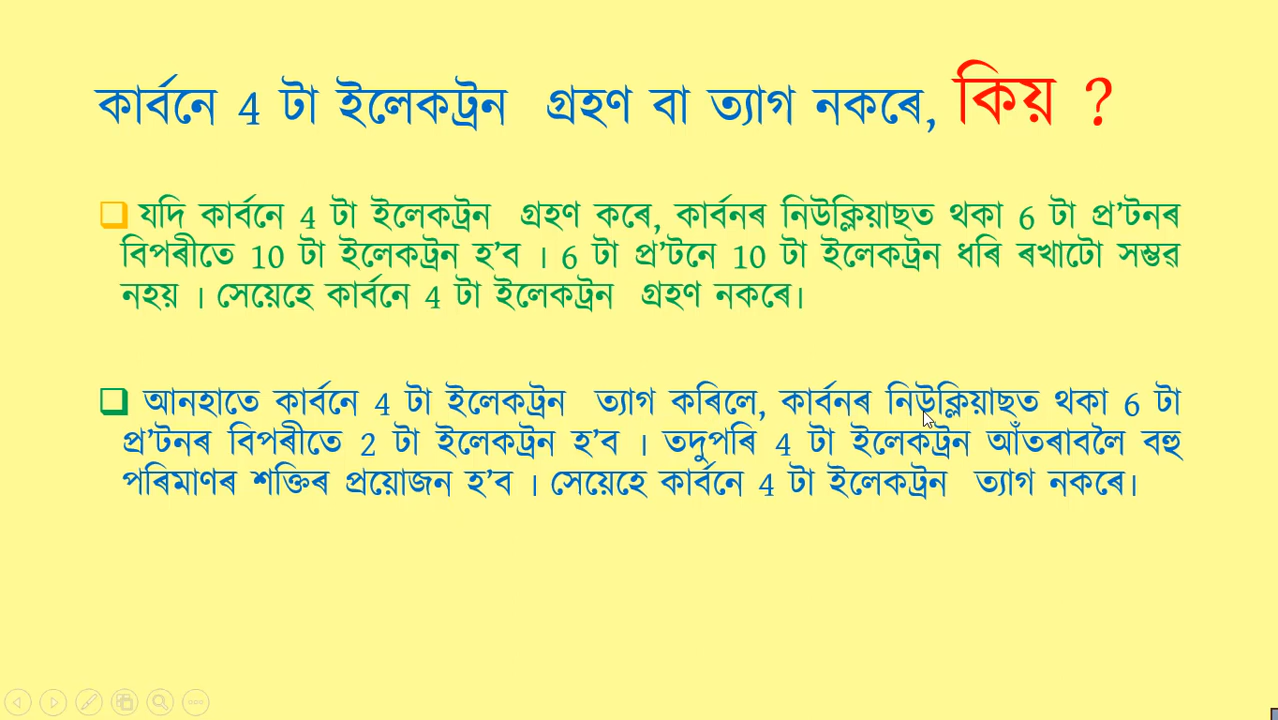 কাৰ্বনে 4 টা ইলেকট্ৰন গ্ৰহণ বা ত্যাগ নকৰে, কিয় ?
যদি কাৰ্বনে 4 টা ইলেকট্ৰন গ্ৰহণ কৰে, কাৰ্বনৰ নিউক্লিয়াছত থকা 6 টা প্ৰ’টনৰ
বিপৰীতে 10 টা ইলেকট্ৰন হ’ব । 6 টা প্ৰ’টনে 10 টা ইলেকট্ৰন ধৰি ৰখাটো সম্ভৱ
নহয় । সেয়েহে কাৰ্বনে 4 টা ইলেকট্ৰন গ্ৰহণ নকৰে।
আনহাতে কাৰ্বনে 4 টা ইলেকট্ৰন ত্যাগ কৰিলে, কাৰ্বনৰ নিউক্লিয়াছত থকা 6 টা
প্ৰ’টনৰ বিপৰীতে 2 টা ইলেকট্ৰন হ’ব । তদুপৰি 4 টা ইলেকট্ৰন আঁতৰাবলৈ বহু
পৰিমাণৰ শক্তিৰ প্ৰয়োজন হ’ব । সেয়েহে কাৰ্বনে 4 টা ইলেকট্ৰন ত্যাগ নকৰে।